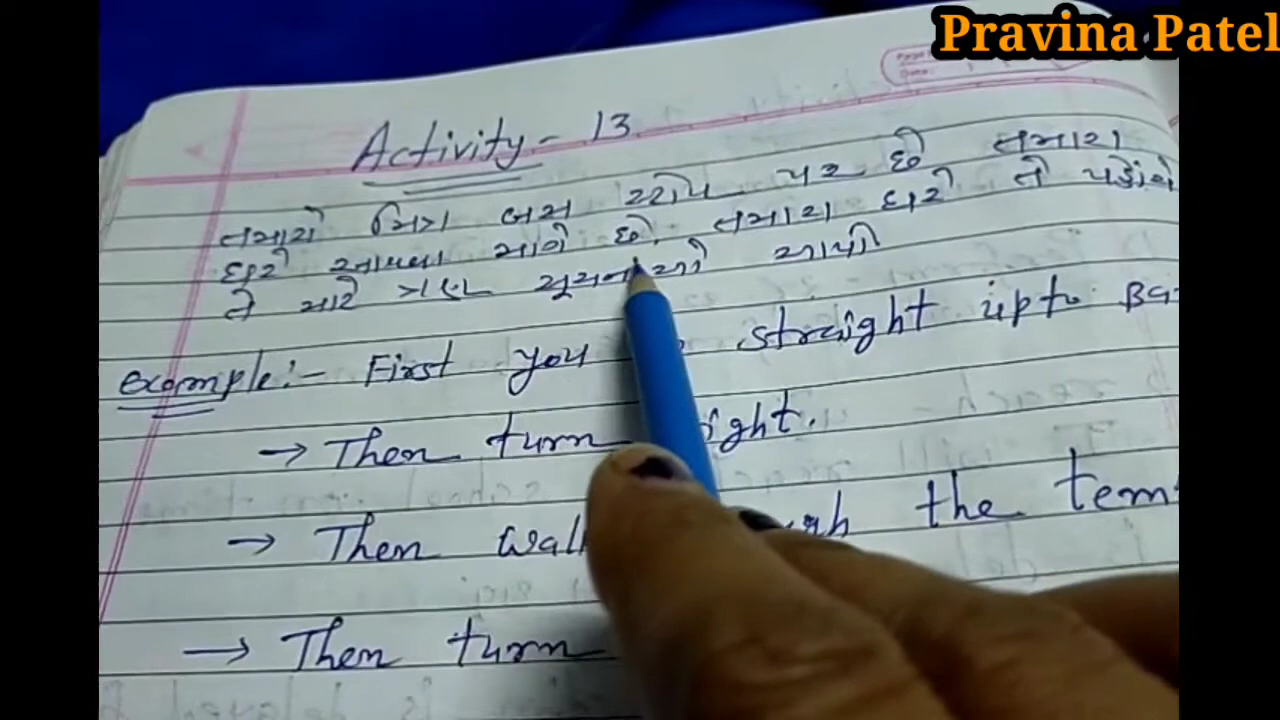 Pravina Patel
Activity - 13
તમારો મિત્ર બસ સ્ટોપ પર છે તમારા
ઘરે આવવા માગે છે. તમારા ઘરે તે પહોંચે
તે માટે ત્રણ સૂચનાઓ આપો
Example:- First you straight upto
→ Then turn
→ Then the
→ Then turn